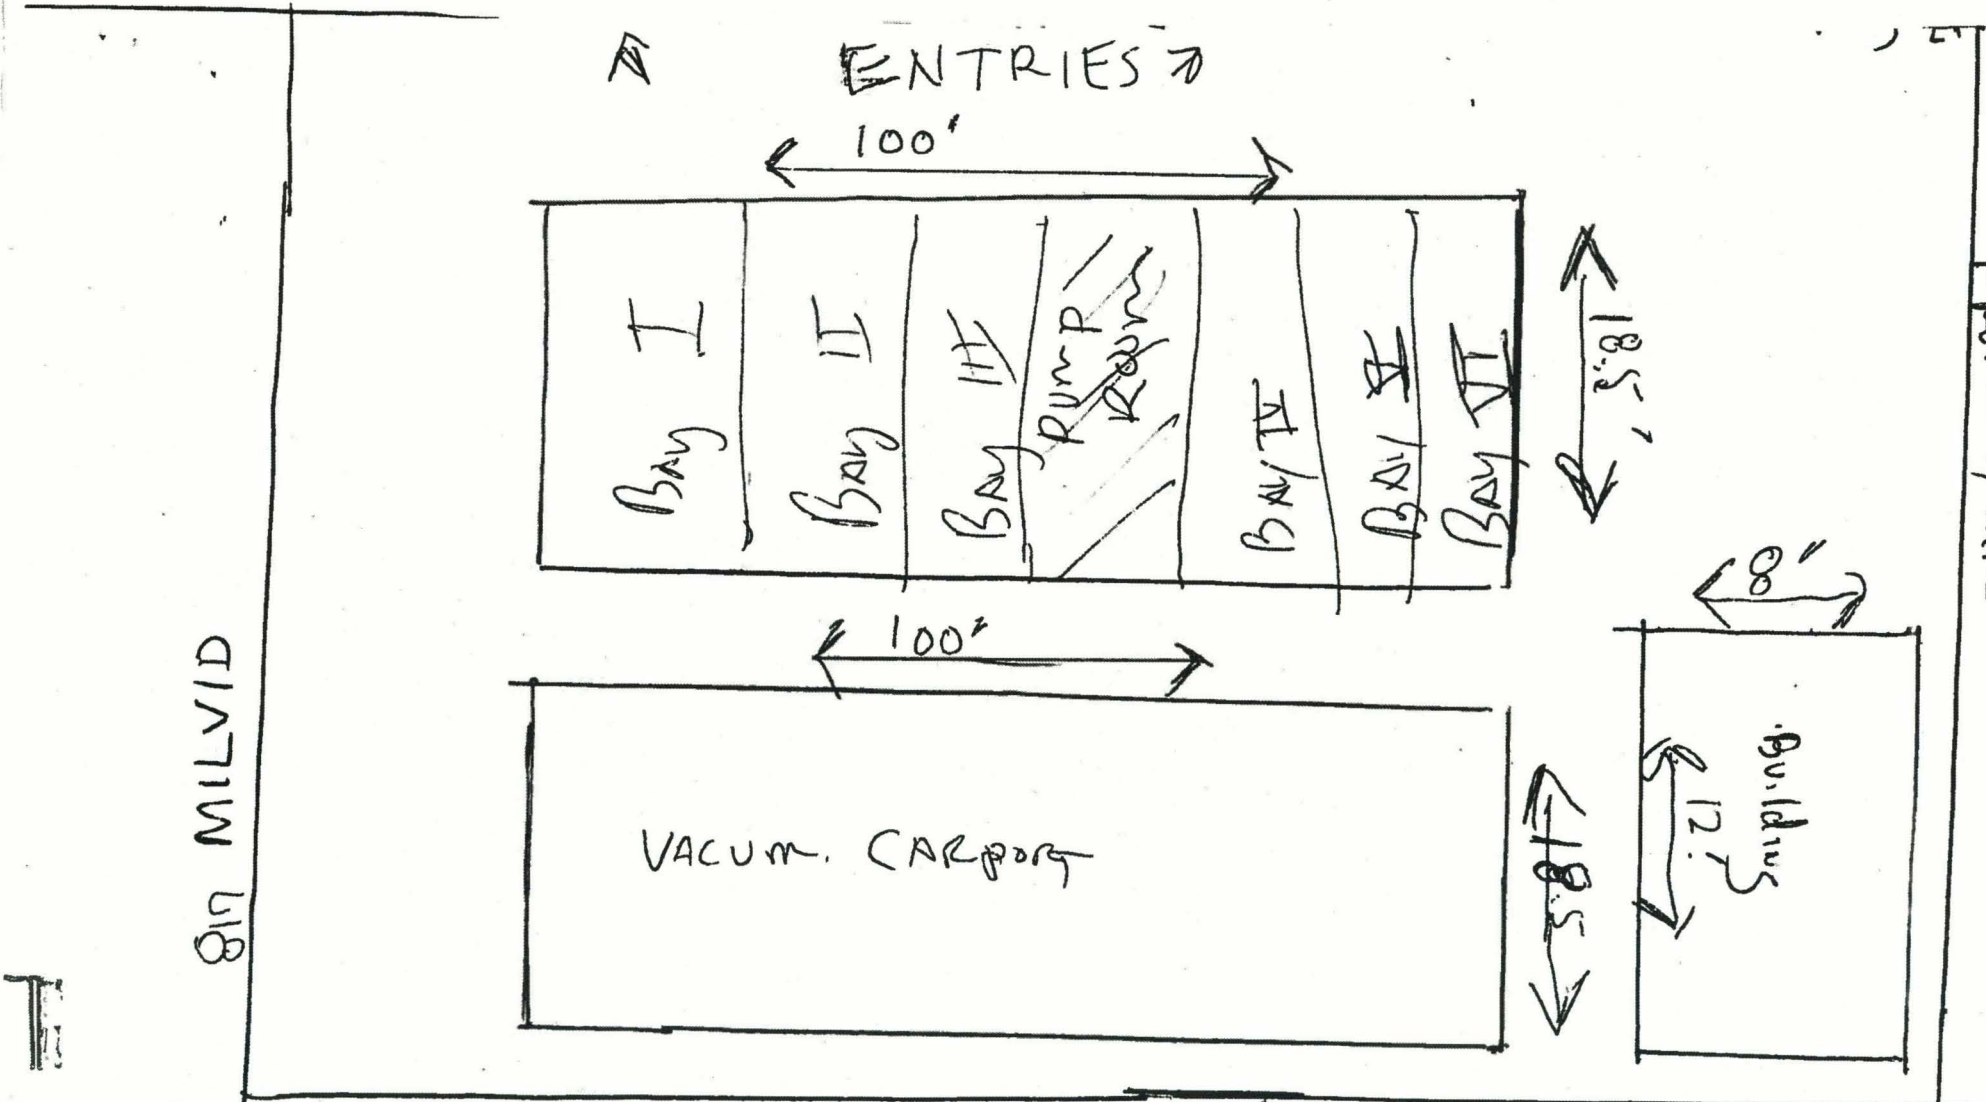 ENTRIES
100'
Bay I
Bay II
Bay III
Pump
Room
BAY IV
BAY V
BAY VI
18.5'
8'
100'
VACUM. CARPORT
18.5
Building
12'
MILVID